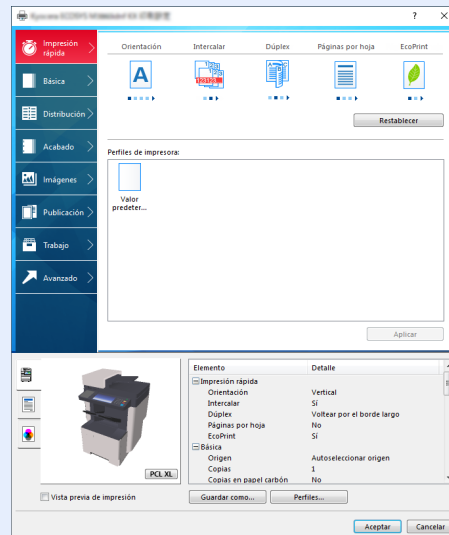 ? X
Impresión
rápida
Básica
Distribución
Acabado
Imágenes
Publicación
Trabajo
Avanzado
Orientación Intercalar Dúplex Páginas por hoja EcoPrint
A
123123
Restablecer
Perfiles de impresora:
Valor
predeter...
Aplicar
PCL XL
Vista previa de impresión
Elemento Detalle
Impresión rápida
Orientación Vertical
Intercalar Sí
Dúplex Voltear por el borde largo
Páginas por hoja No
EcoPrint Sí
Básica
Origen Autoseleccionar origen
Copias 1
Copias en papel carbón No
Guardar como... Perfiles...
Aceptar Cancelar